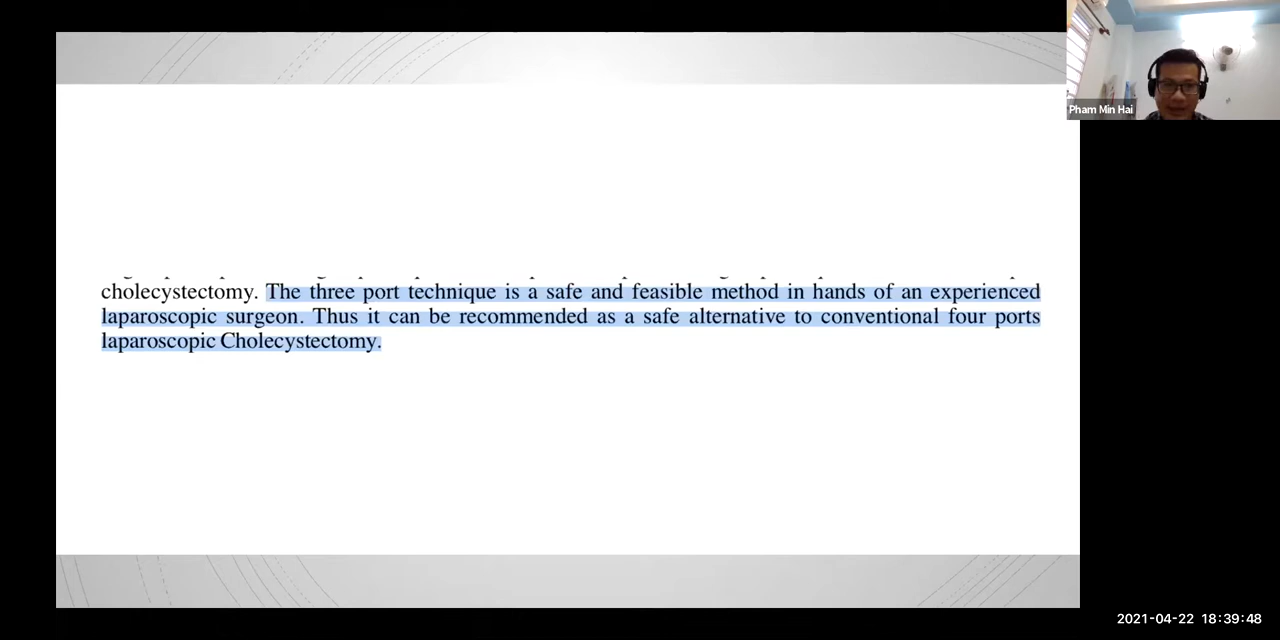 cholecystectomy. The three port technique is a safe and feasible method in hands of an experienced
laparoscopic surgeon. Thus it can be recommended as a safe alternative to conventional four ports
laparoscopic Cholecystectomy.
Pham Min Hai
2021-04-22 18:39:48